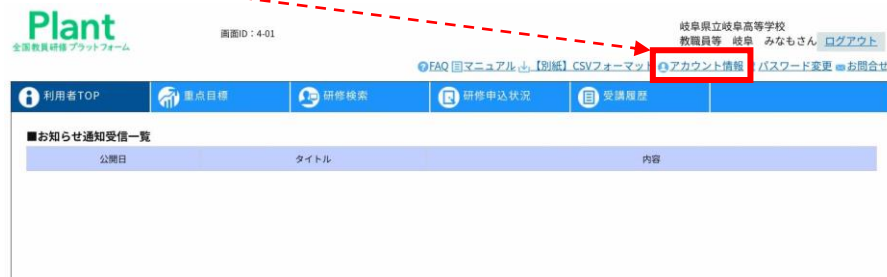 Plant
全国教員研修プラットフォーム
画面ID：4-01
岐阜県立岐阜高等学校
教職員等　岐阜　みなもさん　ログアウト
FAQ マニュアル 【別紙】CSVフォーマット アカウント情報 パスワード変更 お問合せ
利用者TOP 重点目標 研修検索 研修申込状況 受講履歴
■お知らせ通知受信一覧
公開日 タイトル 内容